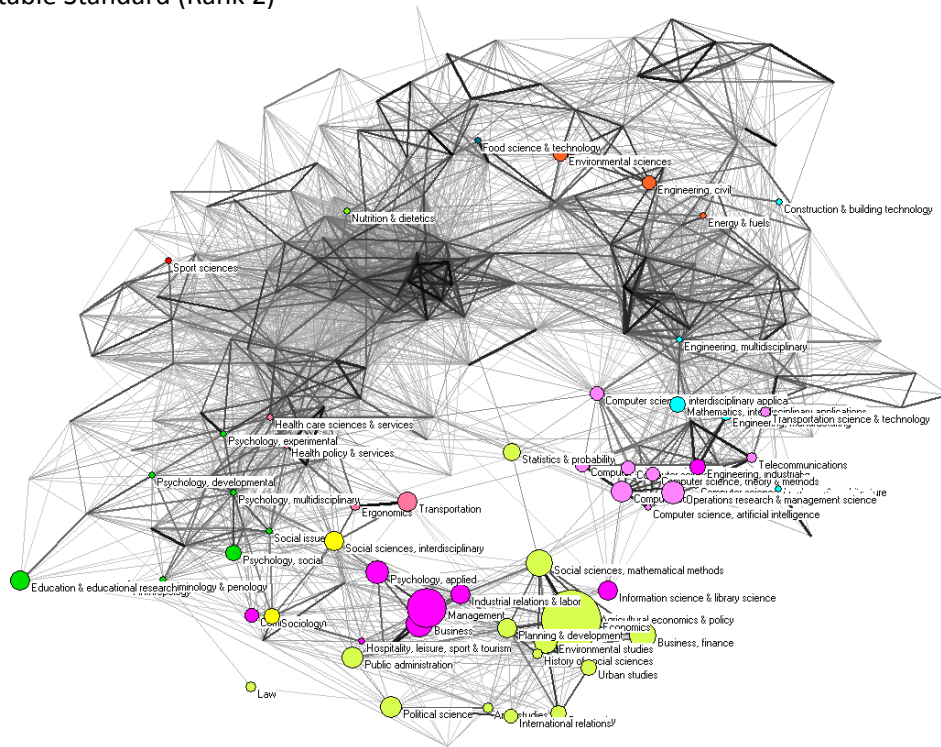 table Standard (Rank 2)
Food science & technology
Environmental sciences
Engineering, civil
Nutrition & dietetics
Construction & building technology
Energy & fuels
Sport sciences
Engineering, multidisciplinary
Computer science, interdisciplinary applica
Mathematics, interdisciplinary applications
Transportation science & technology
Health care sciences & services
Psychology, experimental
Health policy & services
Statistics & probability
Telecommunications
Engineering, industrial
Computer science, theory & methods
Psychology, developmental
Psychology, multidisciplinary
Operations research & management science
Ergonomics
Transportation
Computer science, artificial intelligence
Social issue
Social sciences, interdisciplinary
Psychology, social
Social sciences, mathematical methods
Education & educational research
minology & penology
Psychology, applied
Information science & library science
Industrial relations & labor
Management
Sociology
Agricultural economics & policy
Economics
Business
Planning & development
Business, finance
Hospitality, leisure, sport & tourism
Environmental studies
Public administration
History of social sciences
Urban studies
Law
Political science
International relations